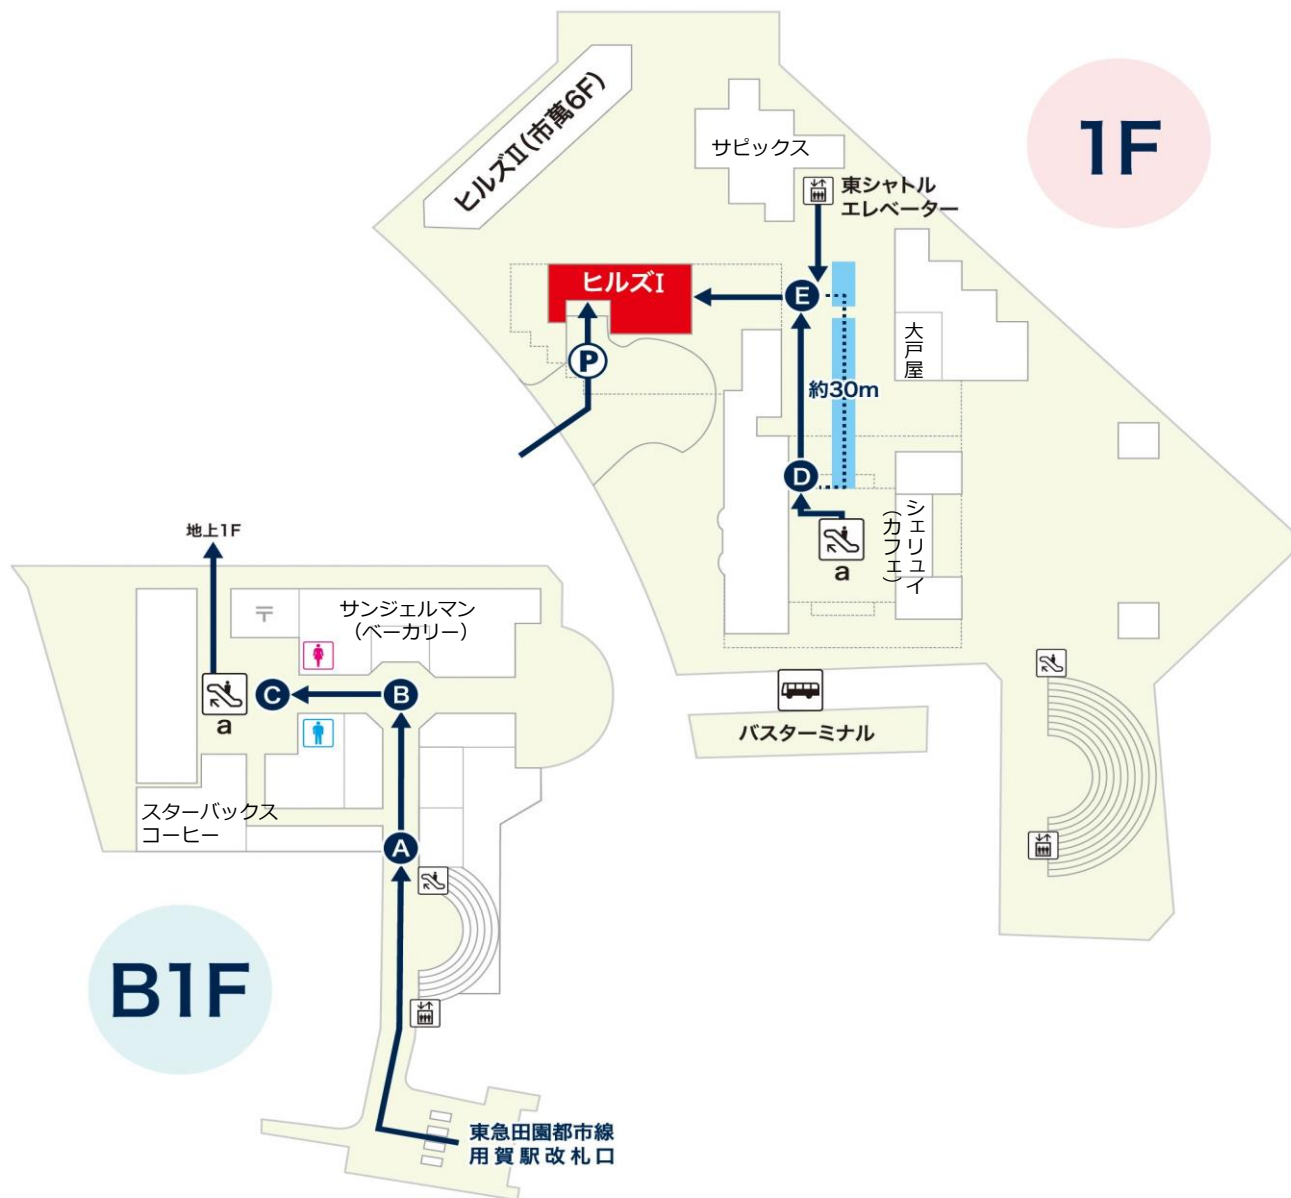 1F
ヒルズⅡ(市萬6F)
サピックス
東シャトル
エレベーター
ヒルズⅠ
E
大戸屋
P
約30m
D
シェリュイ
(カフェ)
a
地上1F
サンジェルマン
(ベーカリー)
〒
C
B
a
バスターミナル
スターバックス
コーヒー
A
B1F
東急田園都市線
用賀駅改札口